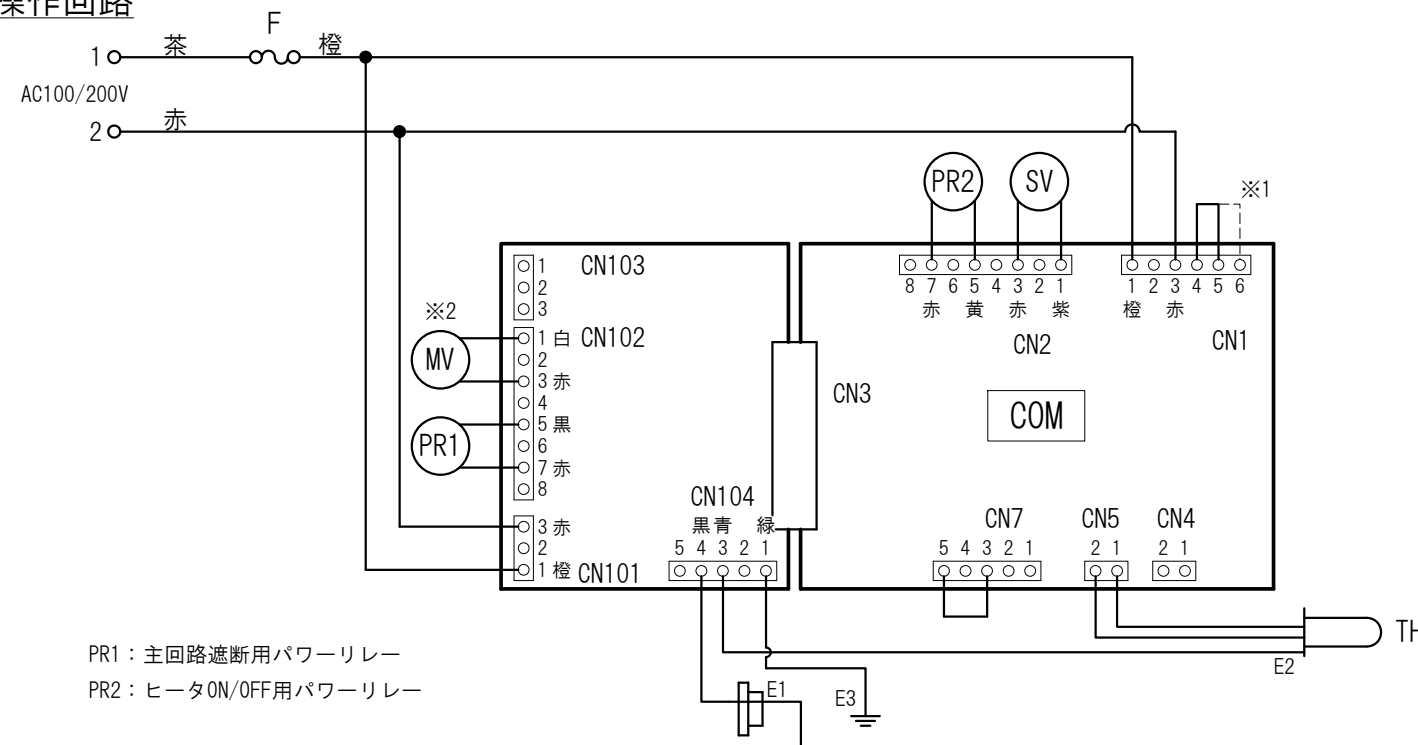 操作回路
F
1 茶 橙
AC100/200V
2 赤
PR2 SV ※1
1 CN103
2
3
8 7 6 5 4 3 2 1
赤 黄 赤 紫
1 2 3 4 5 6
橙 赤
CN2 CN1
※2
MV
1 白 CN102
2
3 赤
4
PR1
5 黒
6
7 赤
8
CN3
COM
CN104
黒 青 緑
5 4 3 2 1
3 赤
2
1 橙 CN101
CN7 CN5 CN4
5 4 3 2 1
2 1
2 1
TH
E2
PR1：主回路遮断用パワーリレー
PR2：ヒータON/OFF用パワーリレー
E1
E3